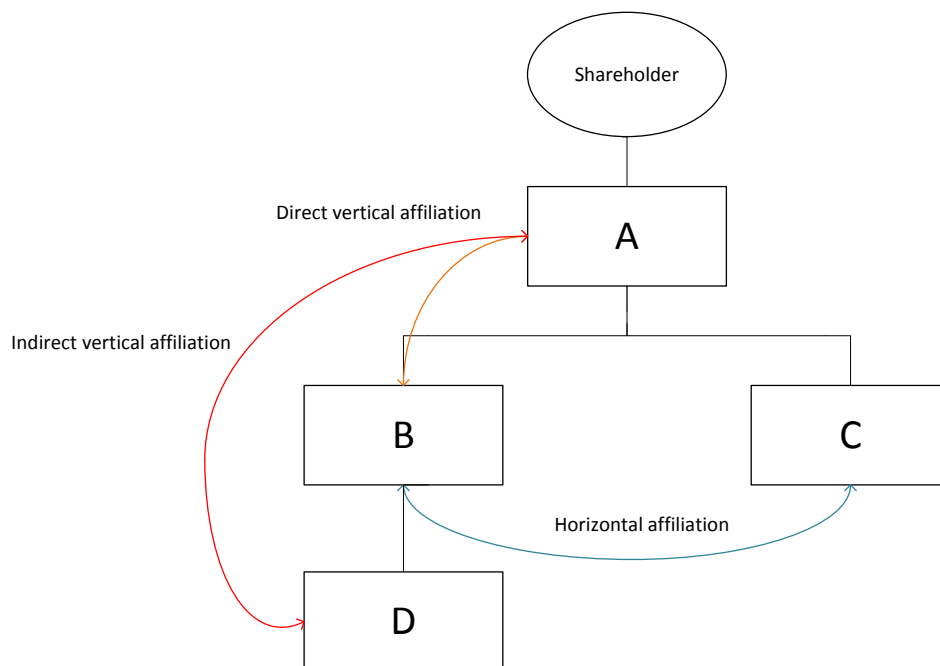 Shareholder
A
Direct vertical affiliation
Indirect vertical affiliation
B
C
Horizontal affiliation
D